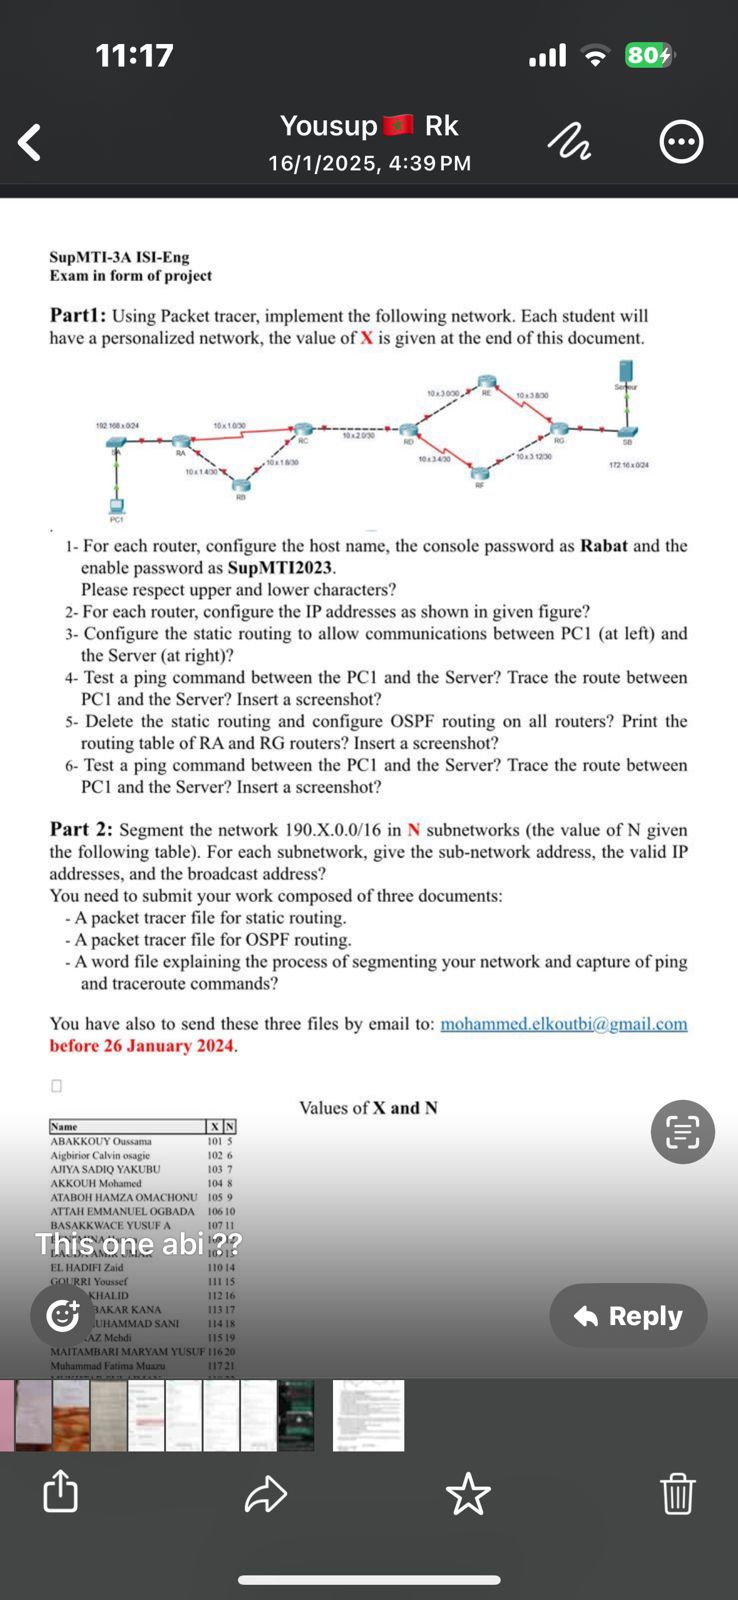 11:17
80
Yousup🇲🇦 Rk
16/1/2025, 4:39 PM
SupMTI-3A ISI-Eng
Exam in form of project
Part1: Using Packet tracer, implement the following network. Each student will
have a personalized network, the value of X is given at the end of this document.
10.x.3.0/30
RE
10.x.3.8/30
Serveur
192.168.x.0/24
10.x.1.0/30
SA
RA
RC
10.x.2.0/30
RD
RG
SB
10.x.1.4/30
10.x.1.8/30
10.x.3.4/30
10.x.3.12/30
172.16.x.0/24
RB
RF
PC1
1- For each router, configure the host name, the console password as Rabat and the
enable password as SupMTI2023.
Please respect upper and lower characters?
2- For each router, configure the IP addresses as shown in given figure?
3- Configure the static routing to allow communications between PC1 (at left) and
the Server (at right)?
4- Test a ping command between the PC1 and the Server? Trace the route between
PC1 and the Server? Insert a screenshot?
5- Delete the static routing and configure OSPF routing on all routers? Print the
routing table of RA and RG routers? Insert a screenshot?
6- Test a ping command between the PC1 and the Server? Trace the route between
PC1 and the Server? Insert a screenshot?
Part 2: Segment the network 190.X.0.0/16 in N subnetworks (the value of N given
the following table). For each subnetwork, give the sub-network address, the valid IP
addresses, and the broadcast address?
You need to submit your work composed of three documents:
- A packet tracer file for static routing.
- A packet tracer file for OSPF routing.
- A word file explaining the process of segmenting your network and capture of ping
and traceroute commands?
You have also to send these three files by email to: mohammed.elkoutbi@gmail.com
before 26 January 2024.
Values of X and N
Name X N
ABAKKOUY Oussama 101 5
Aigbirior Calvin osagie 102 6
AJIYA SADIQ YAKUBU 103 7
AKKOUH Mohamed 104 8
ATABOH HAMZA OMACHONU 105 9
ATTAH EMMANUEL OGBADA 106 10
BASAKKWACE YUSUF A 107 11
This one abi ??
EL HADIFI Zaid 110 14
GOURRI Youssef 111 15
KHALID 112 16
BAKAR KANA 113 17
UHAMMAD SANI 114 18
AZ Mehdi 115 19
MAITAMBARI MARYAM YUSUF 116 20
Muhammad Fatima Muazu 117 21
Reply